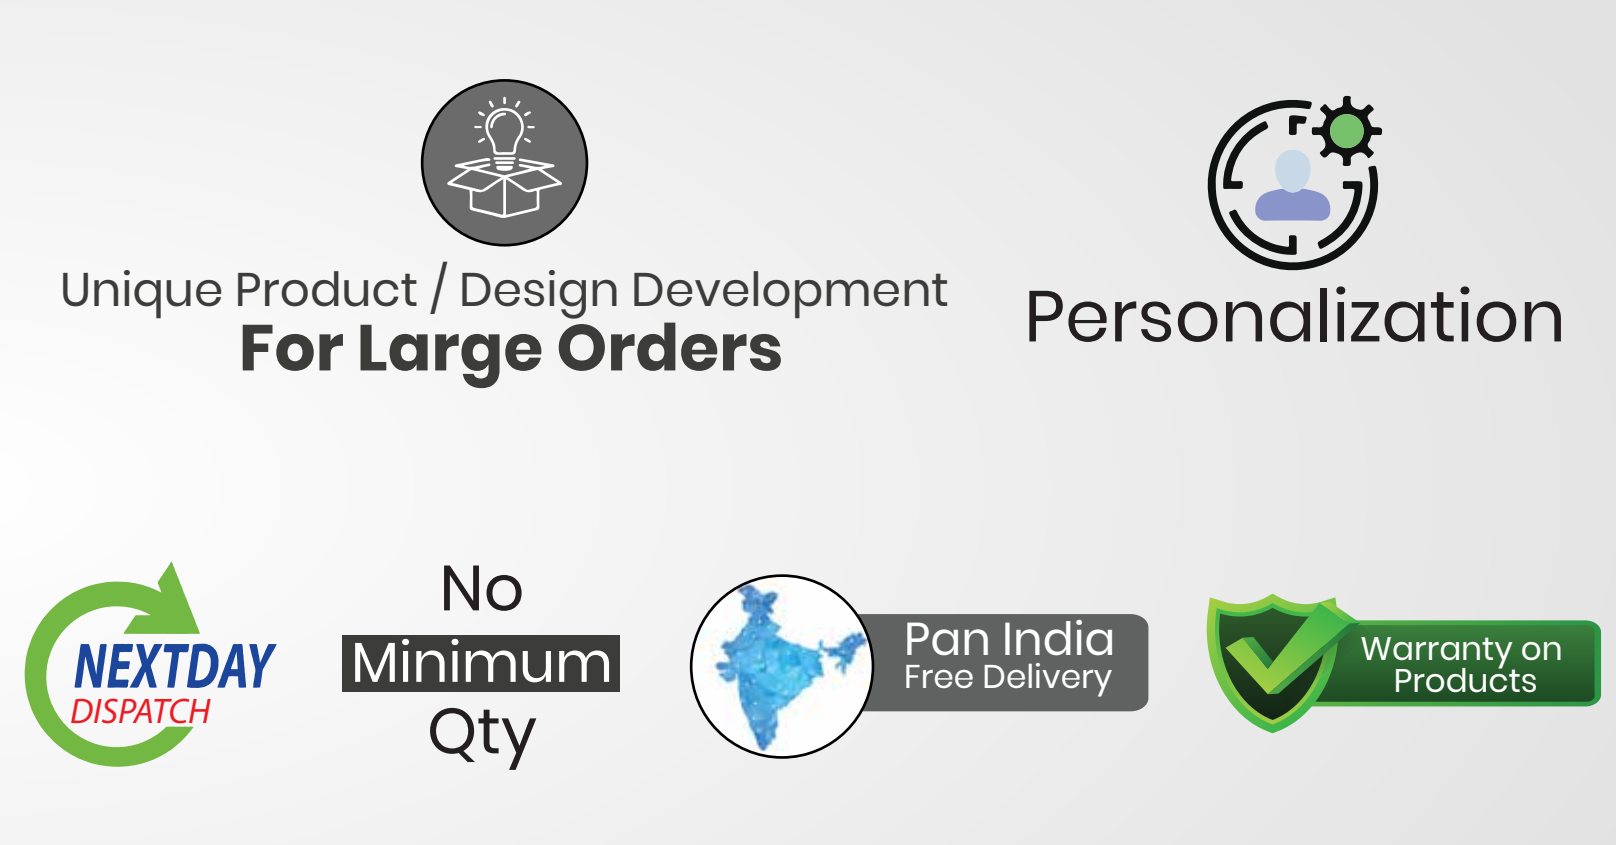 Unique Product / Design Development
For Large Orders
Personalization
NEXTDAY
DISPATCH
No
Minimum
Qty
Pan India
Free Delivery
Warranty on
Products